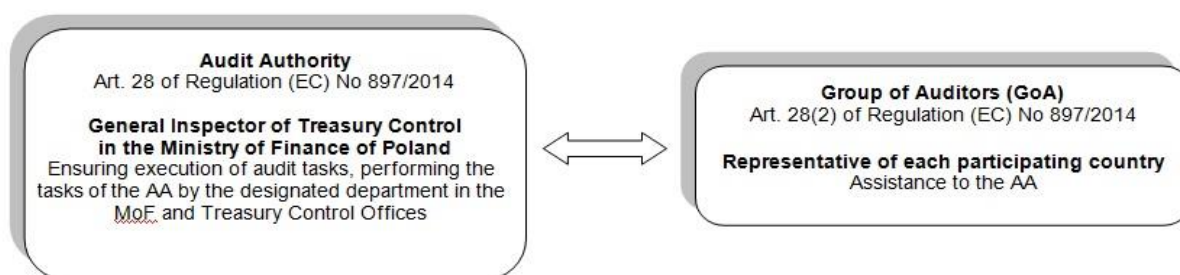 Audit Authority
Art. 28 of Regulation (EC) No 897/2014
General Inspector of Treasury Control
in the Ministry of Finance of Poland
Ensuring execution of audit tasks, performing the
tasks of the AA by the designated department in the
MoF and Treasury Control Offices
Group of Auditors (GoA)
Art. 28(2) of Regulation (EC) No 897/2014
Representative of each participating country
Assistance to the AA